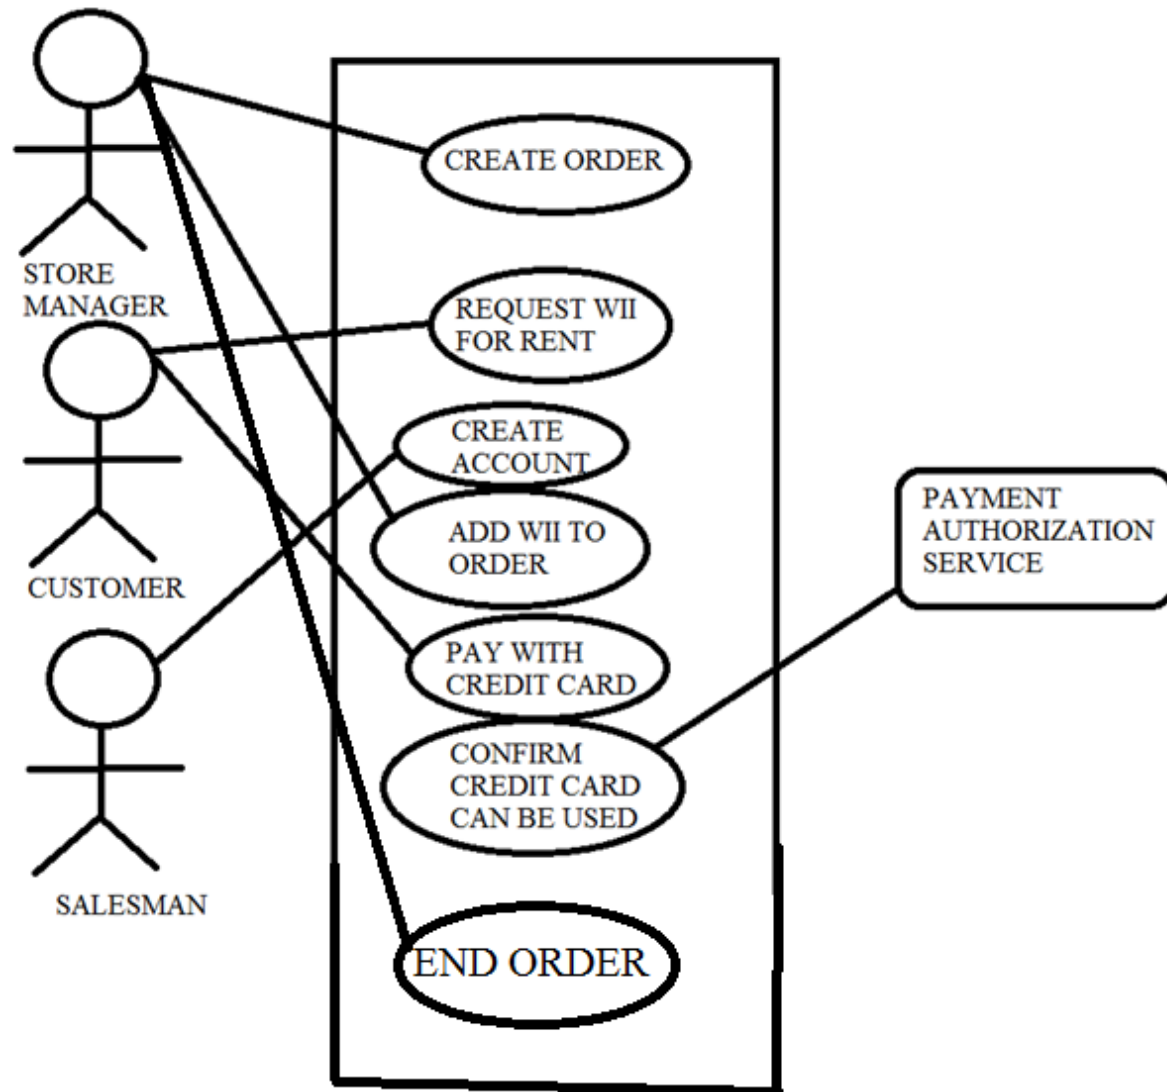 CREATE ORDER
STORE
MANAGER
REQUEST WII
FOR RENT
CREATE
ACCOUNT
PAYMENT
AUTHORIZATION
SERVICE
ADD WII TO
ORDER
CUSTOMER
PAY WITH
CREDIT CARD
CONFIRM
CREDIT CARD
CAN BE USED
SALESMAN
END ORDER